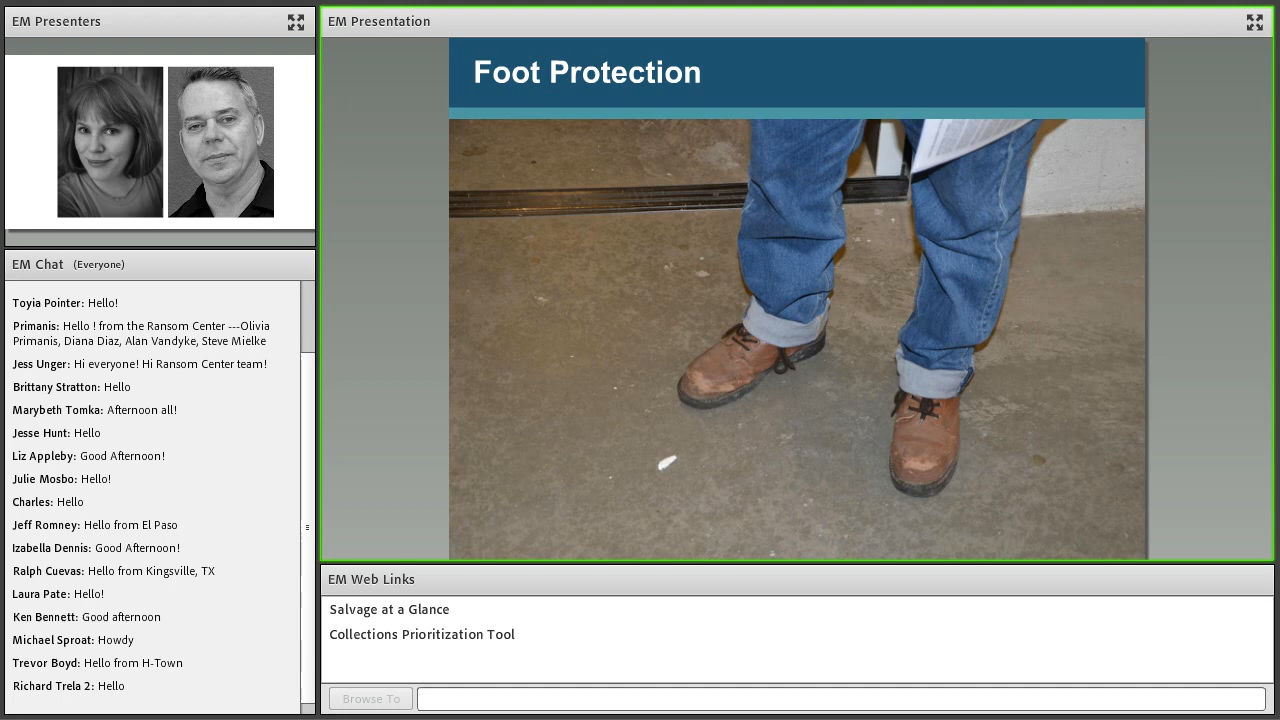 EM Presenters
EM Chat (Everyone)
Toyia Pointer: Hello!
Primanis: Hello ! from the Ransom Center ---Olivia
Primanis, Diana Diaz, Alan Vandyke, Steve Mielke
Jess Unger: Hi everyone! Hi Ransom Center team!
Brittany Stratton: Hello
Marybeth Tomka: Afternoon all!
Jesse Hunt: Hello
Liz Appleby: Good Afternoon!
Julie Mosbo: Hello!
Charles: Hello
Jeff Romney: Hello from El Paso
Izabella Dennis: Good Afternoon!
Ralph Cuevas: Hello from Kingsville, TX
Laura Pate: Hello!
Ken Bennett: Good afternoon
Michael Sproat: Howdy
Trevor Boyd: Hello from H-Town
Richard Trela 2: Hello
EM Presentation
Foot Protection
EM Web Links
Salvage at a Glance
Collections Prioritization Tool
Browse To